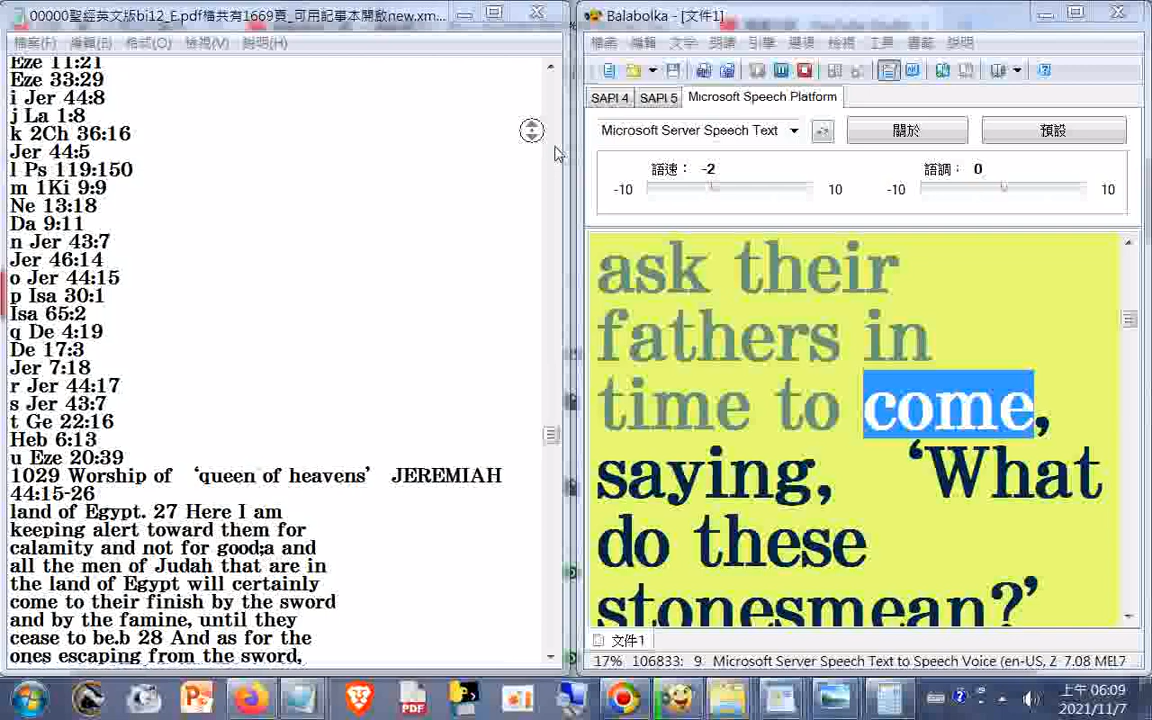 00000聖經英文版bi12_E.pdf檔共有1669頁_可用記事本開啟new.xm...
檔案(F) 編輯(E) 格式(O) 檢視(V) 說明(H)
Eze 11:21
Eze 33:29
i Jer 44:8
j La 1:8
k 2Ch 36:16
Jer 44:5
l Ps 119:150
m 1Ki 9:9
Ne 13:18
Da 9:11
n Jer 43:7
Jer 46:14
o Jer 44:15
p Isa 30:1
Isa 65:2
q De 4:19
De 17:3
Jer 7:18
r Jer 44:17
s Jer 43:7
t Ge 22:16
Heb 6:13
u Eze 20:39
1029 Worship of ‘queen of heavens’ JEREMIAH
44:15-26
land of Egypt. 27 Here I am
keeping alert toward them for
calamity and not for good;a and
all the men of Judah that are in
the land of Egypt will certainly
come to their finish by the sword
and by the famine, until they
cease to be.b 28 And as for the
ones escaping from the sword,
Balabolka - [文件1]
檔案 編輯 文字 朗讀 引擎 選項 檢視 工具 書籤 說明
SAPI 4 SAPI 5 Microsoft Speech Platform
Microsoft Server Speech Text 關於 預設
語速： -2 語調： 0
-10 10 -10 10
ask their
fathers in
time to come,
saying, ‘What
do these
stonesmean?’
文件1
17% 106833: 9 Microsoft Server Speech Text to Speech Voice (en-US, Z 7.08 ME17
PDF
上午 06:09
2021/11/7